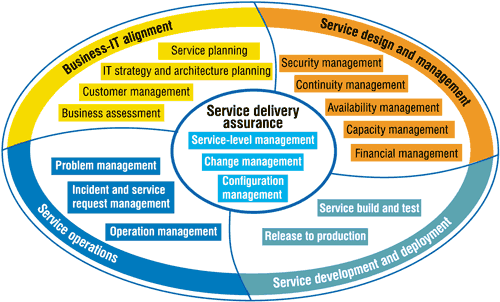 Business-IT alignment
Service planning
IT strategy and architecture planning
Customer management
Business assessment
Service design and management
Security management
Continuity management
Availability management
Capacity management
Financial management
Service delivery
assurance
Service-level management
Change management
Configuration
management
Problem management
Incident and service
request management
Operation management
Service operations
Service build and test
Release to production
Service development and deployment